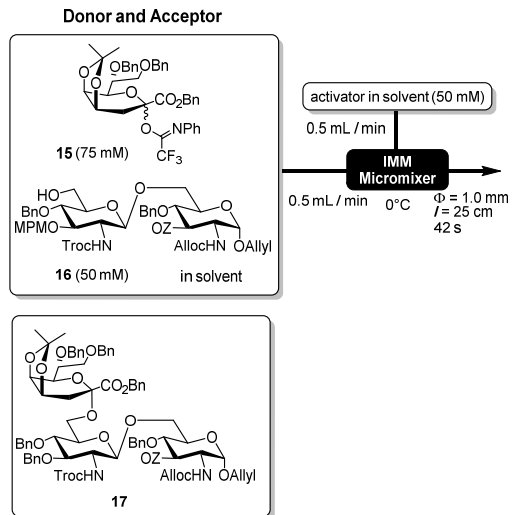 Donor and Acceptor
OBn
OBn
O
O
O
CO₂Bn
O
NPh
CF₃
15 (75 mM)
HO
O
O
BnO
MPMO
TrocHN
BnO
OZ
O
AllocHN
OAllyl
16 (50 mM)
in solvent
activator in solvent (50 mM)
0.5 mL / min
IMM
Micromixer
0.5 mL / min
0°C
Φ = 1.0 mm
l = 25 cm
42 s
OBn
OBn
O
O
O
CO₂Bn
O
O
O
BnO
BnO
TrocHN
BnO
OZ
O
AllocHN
OAllyl
17